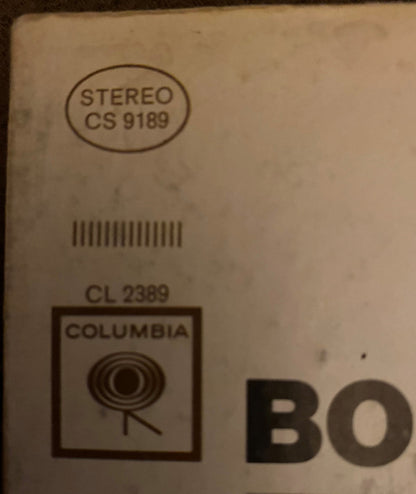 STEREO
CS 9189
CL 2389
COLUMBIA
BO